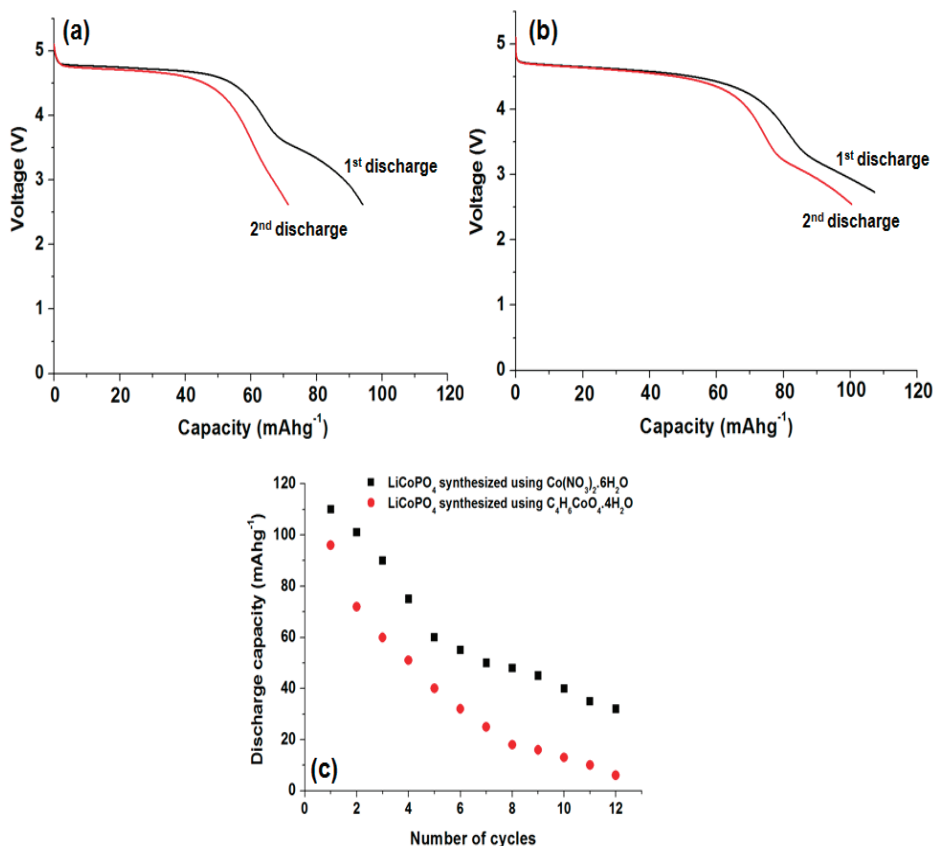 (a)
5
4
3
2
1
0
Voltage (V)
1st discharge
2nd discharge
0 20 40 60 80 100 120
Capacity (mAhg-1)
(b)
5
4
3
2
1
0
Voltage (V)
1st discharge
2nd discharge
0 20 40 60 80 100 120
Capacity (mAhg-1)
LiCoPO4 synthesized using Co(NO3)2.6H2O
LiCoPO4 synthesized using C4H6CoO4.4H2O
120
100
80
60
40
20
0
Discharge capacity (mAhg-1)
(c)
0 2 4 6 8 10 12
Number of cycles